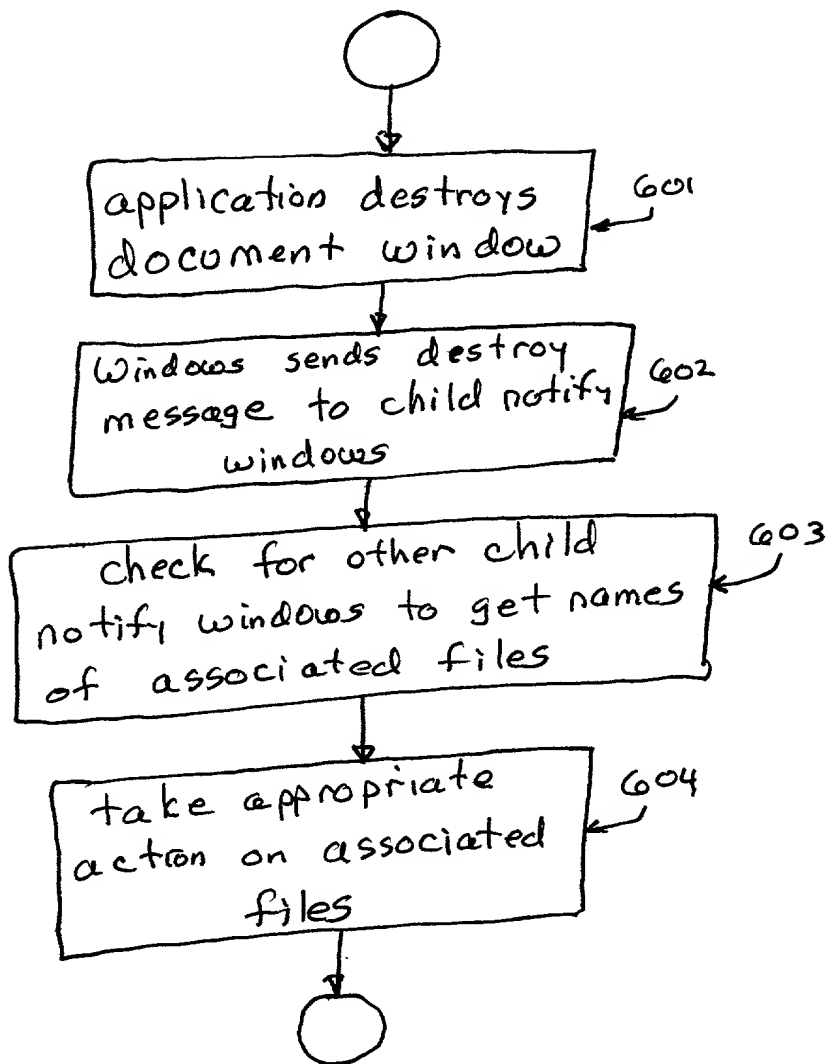 application destroys
document window
601
Windows sends destroy
message to child notify
windows
602
check for other child
notify windows to get names
of associated files
603
take appropriate
action on associated
files
604